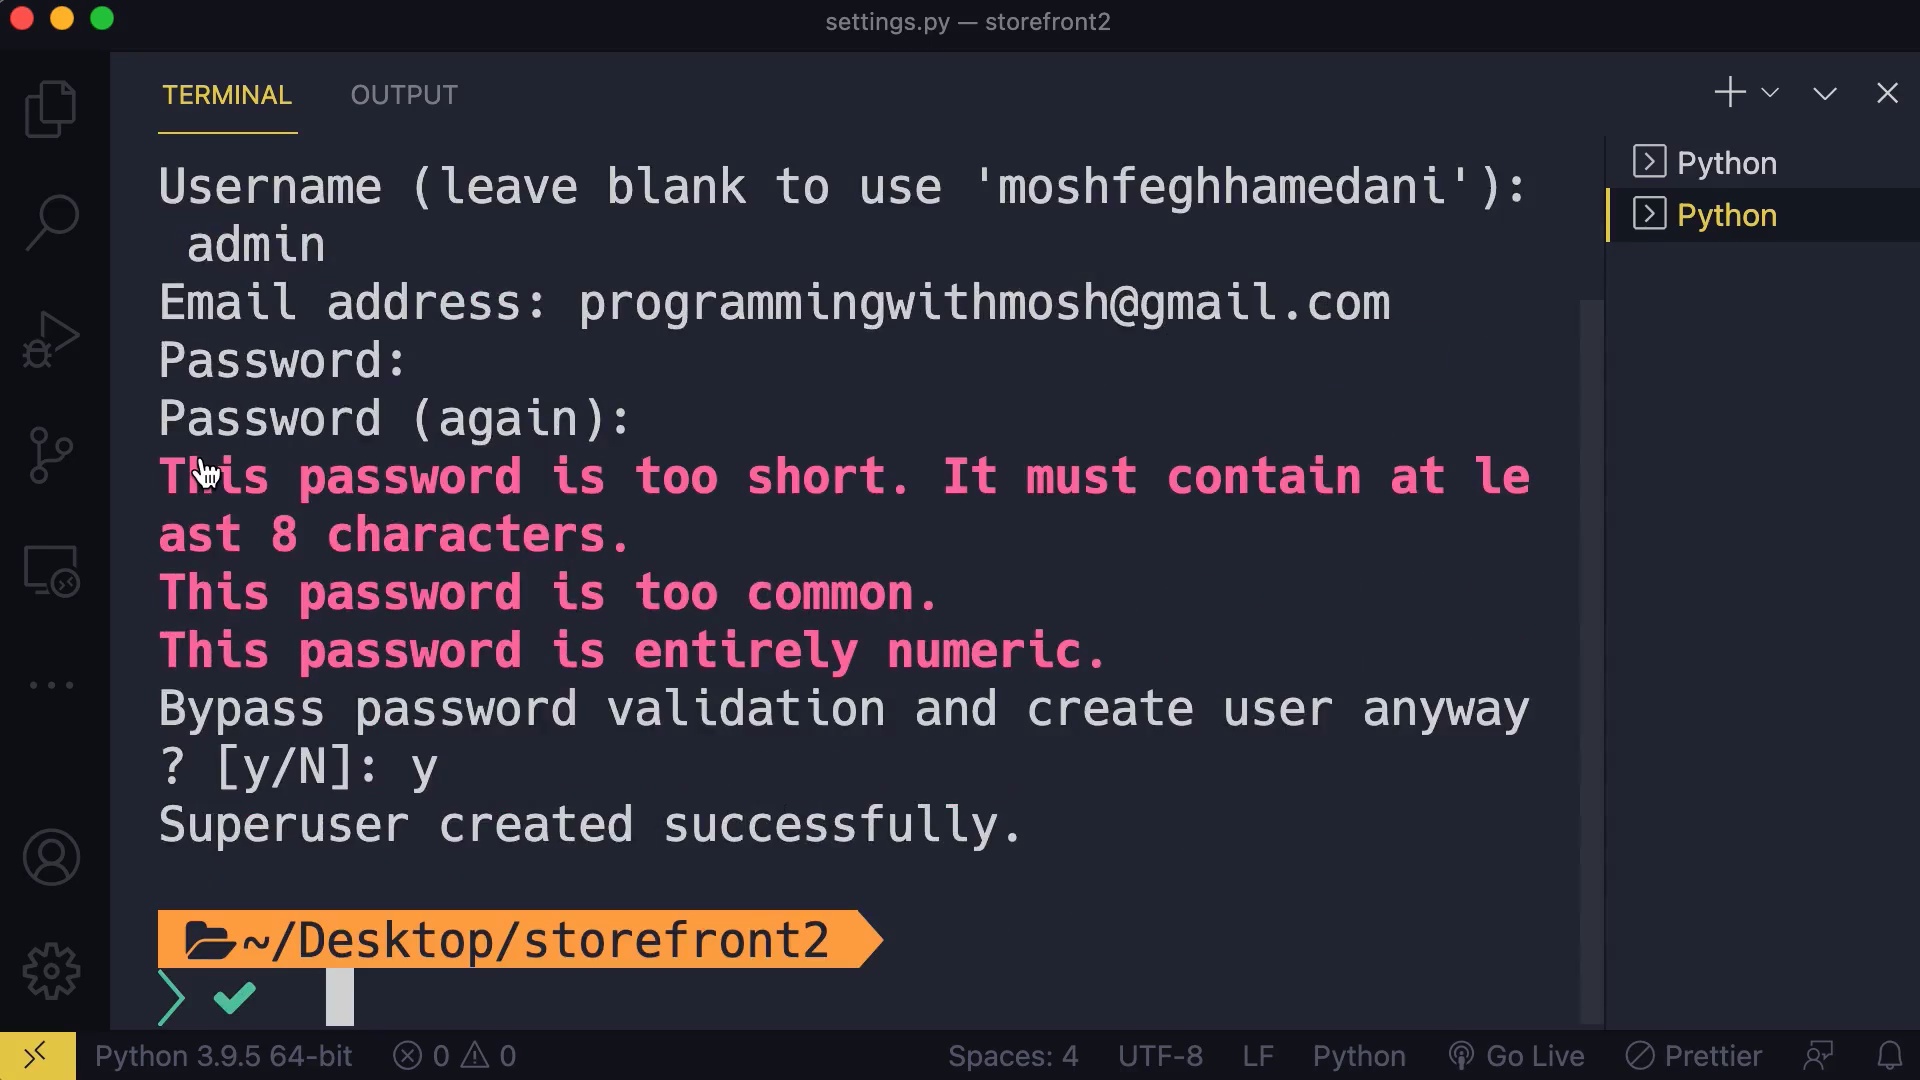 settings.py — storefront2
TERMINAL OUTPUT
Username (leave blank to use 'moshfeghhamedani'):
admin
Email address: programmingwithmosh@gmail.com
Password:
Password (again):
This password is too short. It must contain at le
ast 8 characters.
This password is too common.
This password is entirely numeric.
Bypass password validation and create user anyway
? [y/N]: y
Superuser created successfully.
~/Desktop/storefront2
Python
Python
Python 3.9.5 64-bit 0 0 Spaces: 4 UTF-8 LF Python Go Live Prettier